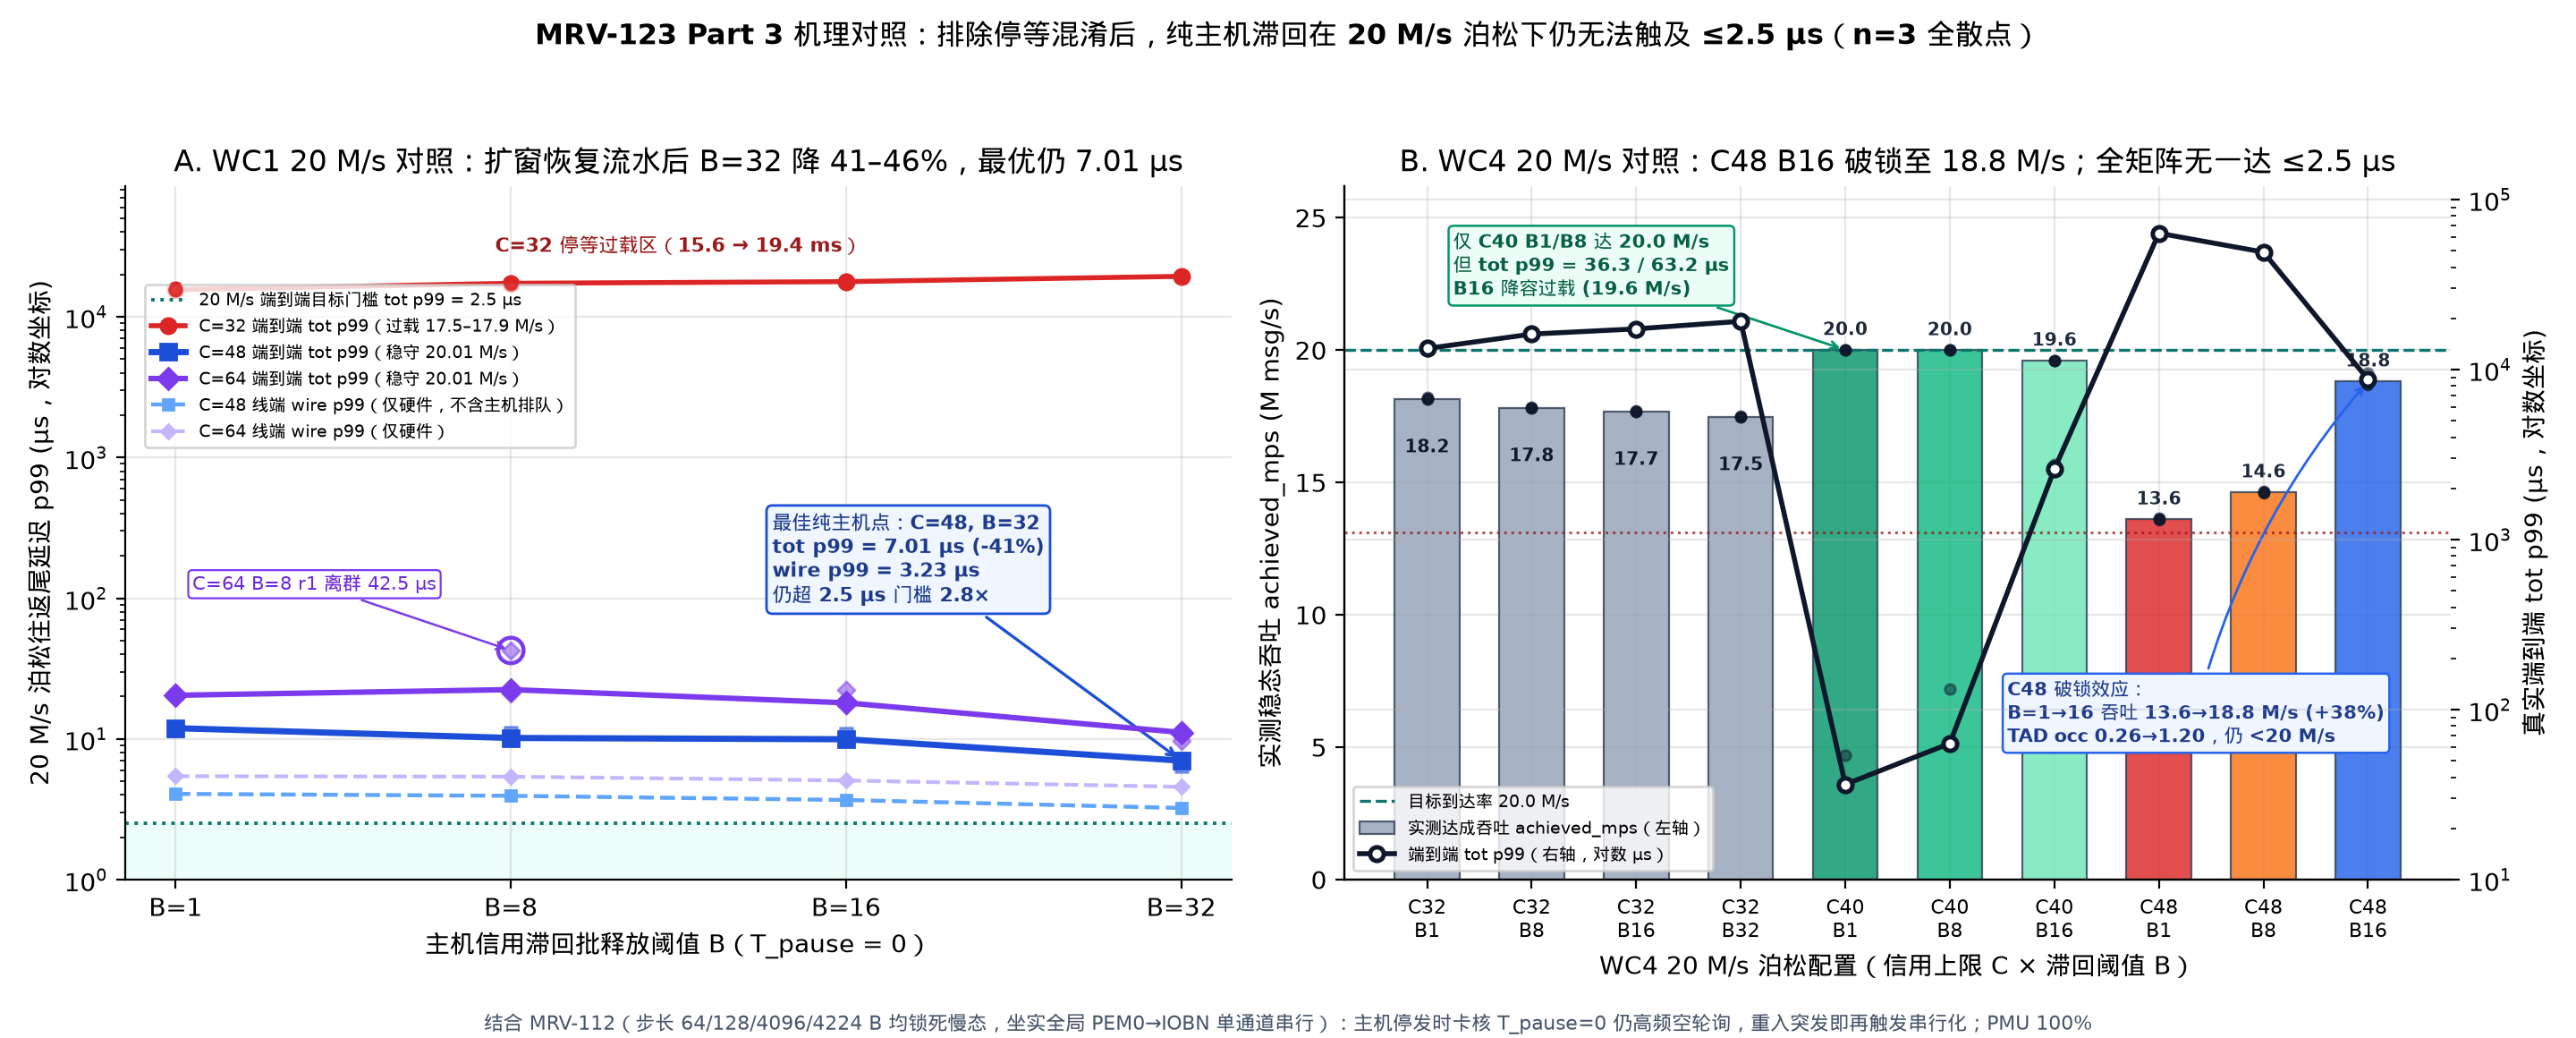 MRV-123 Part 3 机理对照：排除停等混淆后，纯主机滞回在 20 M/s 泊松下仍无法触及 ≤2.5 μs（n=3 全散点）
A. WC1 20 M/s 对照：扩窗恢复流水后 B=32 降 41–46%，最优仍 7.01 μs
20 M/s 泊松往返尾延迟 p99 (μs，对数坐标)
10⁴
10³
10²
10¹
10⁰
C=32 停等过载区（15.6 → 19.4 ms）
20 M/s 端到端目标门槛 tot p99 = 2.5 μs
C=32 端到端 tot p99（过载 17.5–17.9 M/s）
C=48 端到端 tot p99（稳守 20.01 M/s）
C=64 端到端 tot p99（稳守 20.01 M/s）
C=48 线端 wire p99（仅硬件，不含主机排队）
C=64 线端 wire p99（仅硬件）
最佳纯主机点：C=48, B=32
tot p99 = 7.01 μs (-41%)
wire p99 = 3.23 μs
仍超 2.5 μs 门槛 2.8×
C=64 B=8 r1 离群 42.5 μs
B=1
B=8
B=16
B=32
主机信用滞回批释放阈值 B（T_pause = 0）
B. WC4 20 M/s 对照：C48 B16 破锁至 18.8 M/s；全矩阵无一达 ≤2.5 μs
实测稳态吞吐 achieved_mps (M msg/s)
25
20
15
10
5
0
仅 C40 B1/B8 达 20.0 M/s
但 tot p99 = 36.3 / 63.2 μs
B16 降容过载 (19.6 M/s)
18.2
17.8
17.7
17.5
20.0
20.0
19.6
13.6
14.6
18.8
C48 破锁效应：
B=1→16 吞吐 13.6→18.8 M/s (+38%)
TAD occ 0.26→1.20，仍 <20 M/s
目标到达率 20.0 M/s
实测达成吞吐 achieved_mps（左轴）
端到端 tot p99（右轴，对数 μs）
10⁵
10⁴
10³
10²
10¹
真实端到端 tot p99 (μs，对数坐标)
C32 B1
C32 B8
C32 B16
C32 B32
C40 B1
C40 B8
C40 B16
C48 B1
C48 B8
C48 B16
WC4 20 M/s 泊松配置（信用上限 C × 滞回阈值 B）
结合 MRV-112（步长 64/128/4096/4224 B 均锁死慢态，坐实全局 PEM0→IOBN 单通道串行）：主机停发时卡核 T_pause=0 仍高频空轮询，重入突发即再触发串行化；PMU 100%